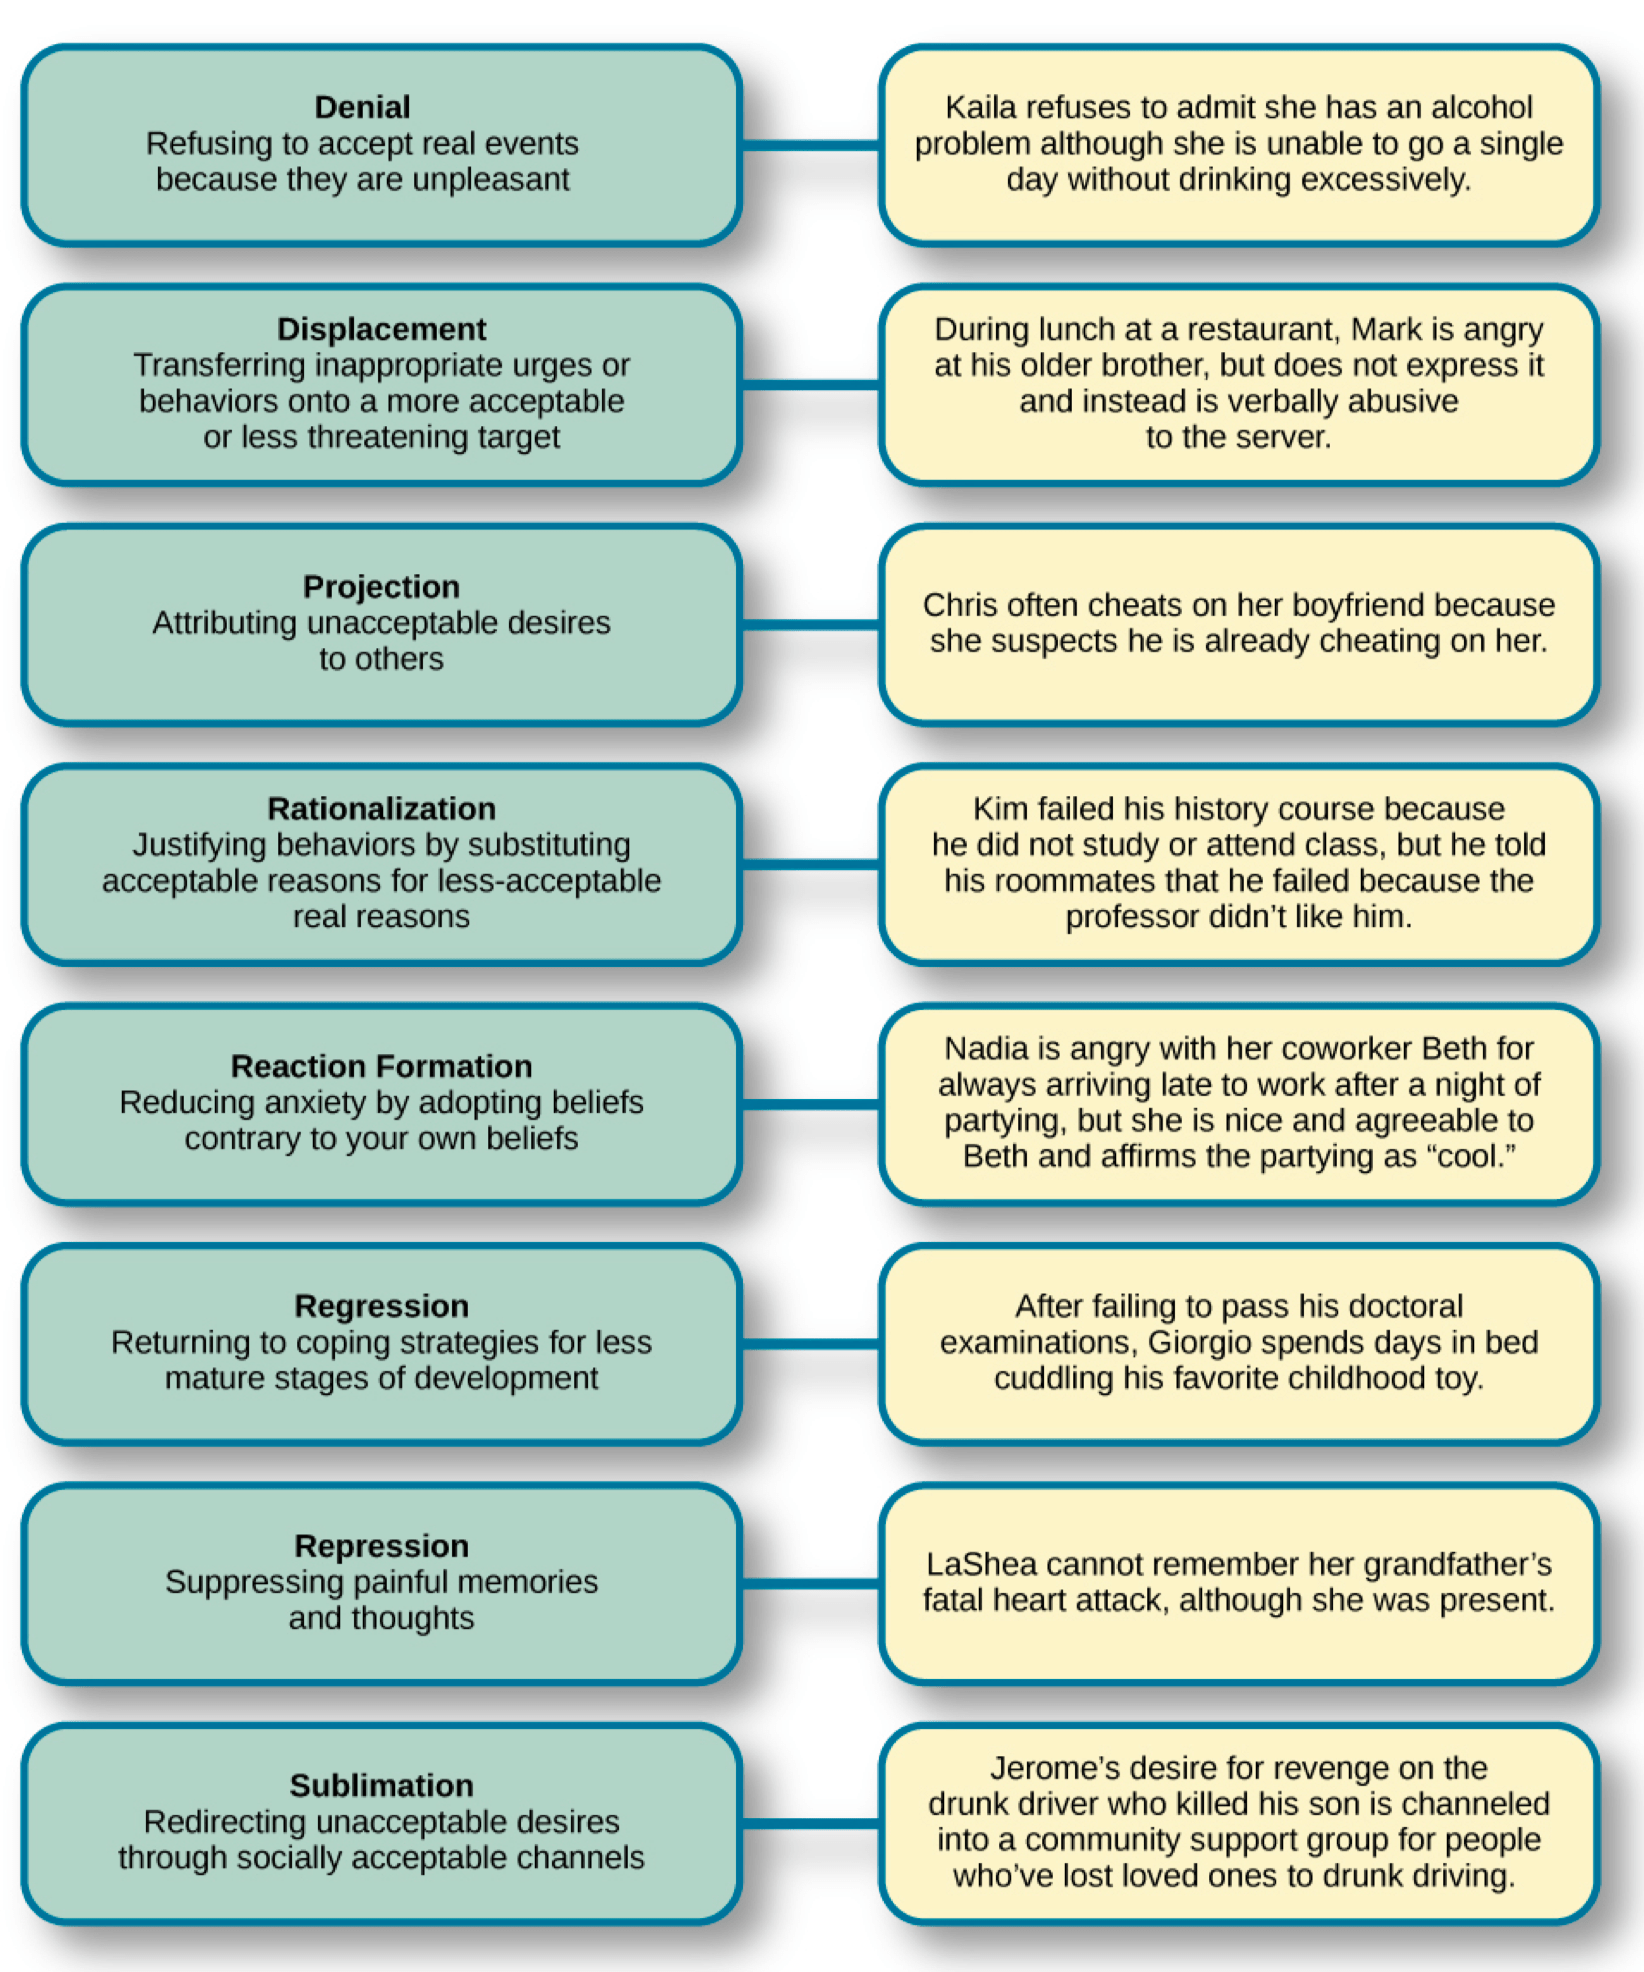 Denial
Refusing to accept real events
because they are unpleasant
Kaila refuses to admit she has an alcohol
problem although she is unable to go a single
day without drinking excessively.
Displacement
Transferring inappropriate urges or
behaviors onto a more acceptable
or less threatening target
During lunch at a restaurant, Mark is angry
at his older brother, but does not express it
and instead is verbally abusive
to the server.
Projection
Attributing unacceptable desires
to others
Chris often cheats on her boyfriend because
she suspects he is already cheating on her.
Rationalization
Justifying behaviors by substituting
acceptable reasons for less-acceptable
real reasons
Kim failed his history course because
he did not study or attend class, but he told
his roommates that he failed because the
professor didn’t like him.
Reaction Formation
Reducing anxiety by adopting beliefs
contrary to your own beliefs
Nadia is angry with her coworker Beth for
always arriving late to work after a night of
partying, but she is nice and agreeable to
Beth and affirms the partying as “cool.”
Regression
Returning to coping strategies for less
mature stages of development
After failing to pass his doctoral
examinations, Giorgio spends days in bed
cuddling his favorite childhood toy.
Repression
Suppressing painful memories
and thoughts
LaShea cannot remember her grandfather’s
fatal heart attack, although she was present.
Sublimation
Redirecting unacceptable desires
through socially acceptable channels
Jerome’s desire for revenge on the
drunk driver who killed his son is channeled
into a community support group for people
who’ve lost loved ones to drunk driving.